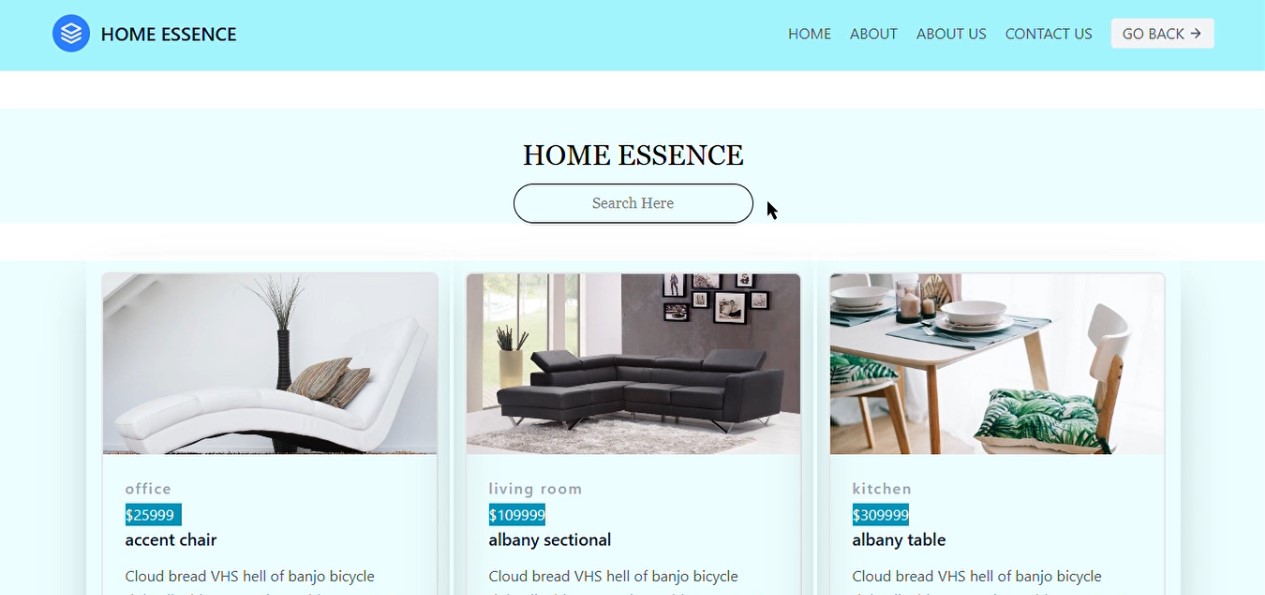 HOME ESSENCE
HOME ABOUT ABOUT US CONTACT US GO BACK →
HOME ESSENCE
Search Here
office
$25999
accent chair
Cloud bread VHS hell of banjo bicycle
living room
$109999
albany sectional
Cloud bread VHS hell of banjo bicycle
kitchen
$309999
albany table
Cloud bread VHS hell of banjo bicycle